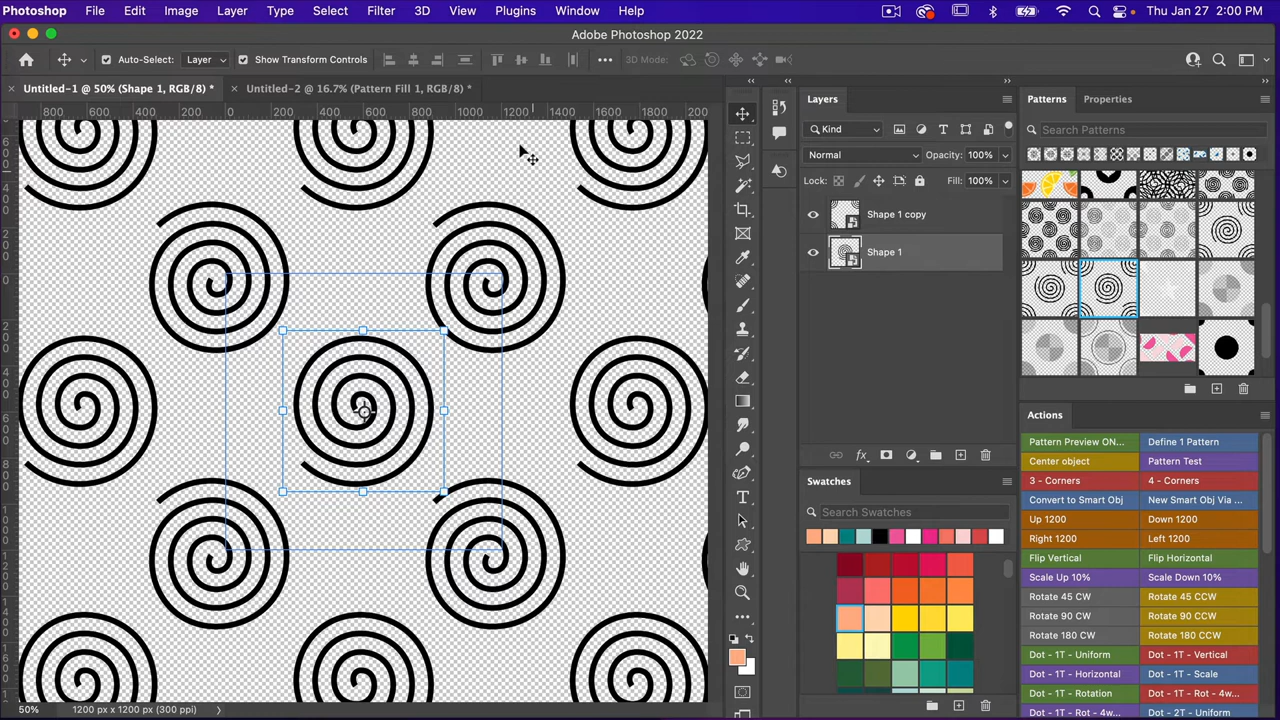 Photoshop File Edit Image Layer Type Select Filter 3D View Plugins Window Help Thu Jan 27 2:00 PM
Adobe Photoshop 2022
Auto-Select: Layer Show Transform Controls 3D Mode:
Untitled-1 @ 50% (Shape 1, RGB/8) * Untitled-2 @ 16.7% (Pattern Fill 1, RGB/8) *
800 600 400 200 0 200 400 600 800 1000 1200 1400 1600 1800 2000
Layers
Kind
Normal Opacity: 100%
Lock: Fill: 100%
Shape 1 copy
Shape 1
Patterns Properties
Search Patterns
Actions
Pattern Preview ON... Define 1 Pattern
Center object Pattern Test
3 - Corners 4 - Corners
Convert to Smart Obj New Smart Obj Via ...
Up 1200 Down 1200
Right 1200 Left 1200
Flip Vertical Flip Horizontal
Scale Up 10% Scale Down 10%
Rotate 45 CW Rotate 45 CCW
Rotate 90 CW Rotate 90 CCW
Rotate 180 CW Rotate 180 CCW
Dot - 1T - Uniform Dot - 1T - Vertical
Dot - 1T - Horizontal Dot - 1T - Scale
Dot - 1T - Rotation Dot - 1T - Rot - 4w...
Dot - 1T - Rot - 4w... Dot - 2T - Uniform
Swatches
Search Swatches
50% 1200 px x 1200 px (300 ppi)